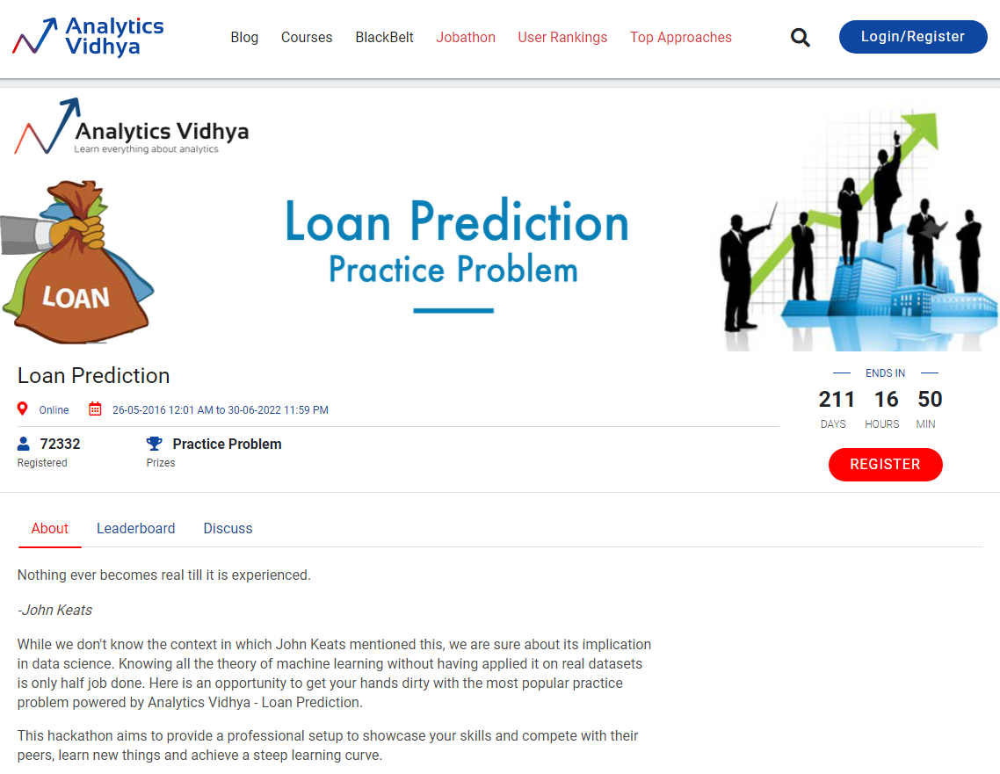 Analytics
Vidhya
Blog Courses BlackBelt Jobathon User Rankings Top Approaches Login/Register
Analytics Vidhya
Learn everything about analytics
Loan Prediction
Practice Problem
LOAN
Loan Prediction
Online 26-05-2016 12:01 AM to 30-06-2022 11:59 PM
72332 Practice Problem
Registered Prizes
ENDS IN
211 16 50
DAYS HOURS MIN
REGISTER
About Leaderboard Discuss
Nothing ever becomes real till it is experienced.
-John Keats
While we don't know the context in which John Keats mentioned this, we are sure about its implication
in data science. Knowing all the theory of machine learning without having applied it on real datasets
is only half job done. Here is an opportunity to get your hands dirty with the most popular practice
problem powered by Analytics Vidhya - Loan Prediction.
This hackathon aims to provide a professional setup to showcase your skills and compete with their
peers, learn new things and achieve a steep learning curve.